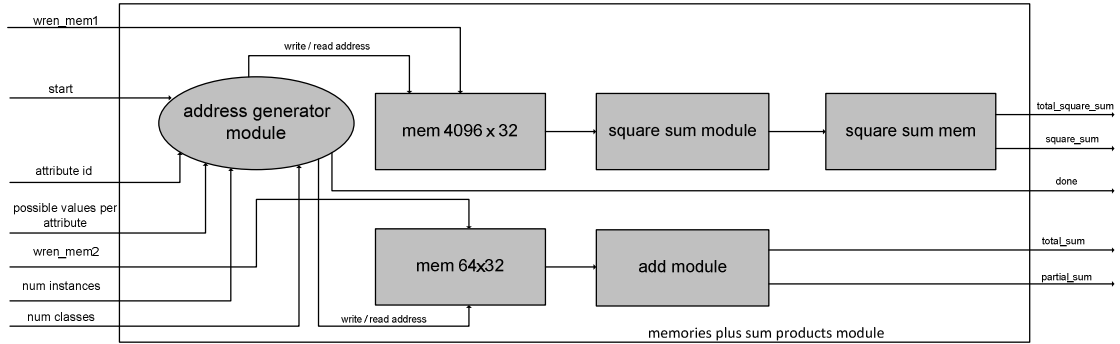 wren_mem1
write / read address
start
address generator
module
mem 4096 x 32
square sum module
square sum mem
total_square_sum
square_sum
attribute id
done
possible values per
attribute
wren_mem2
mem 64x32
add module
total_sum
partial_sum
num instances
num classes
write / read address
memories plus sum products module